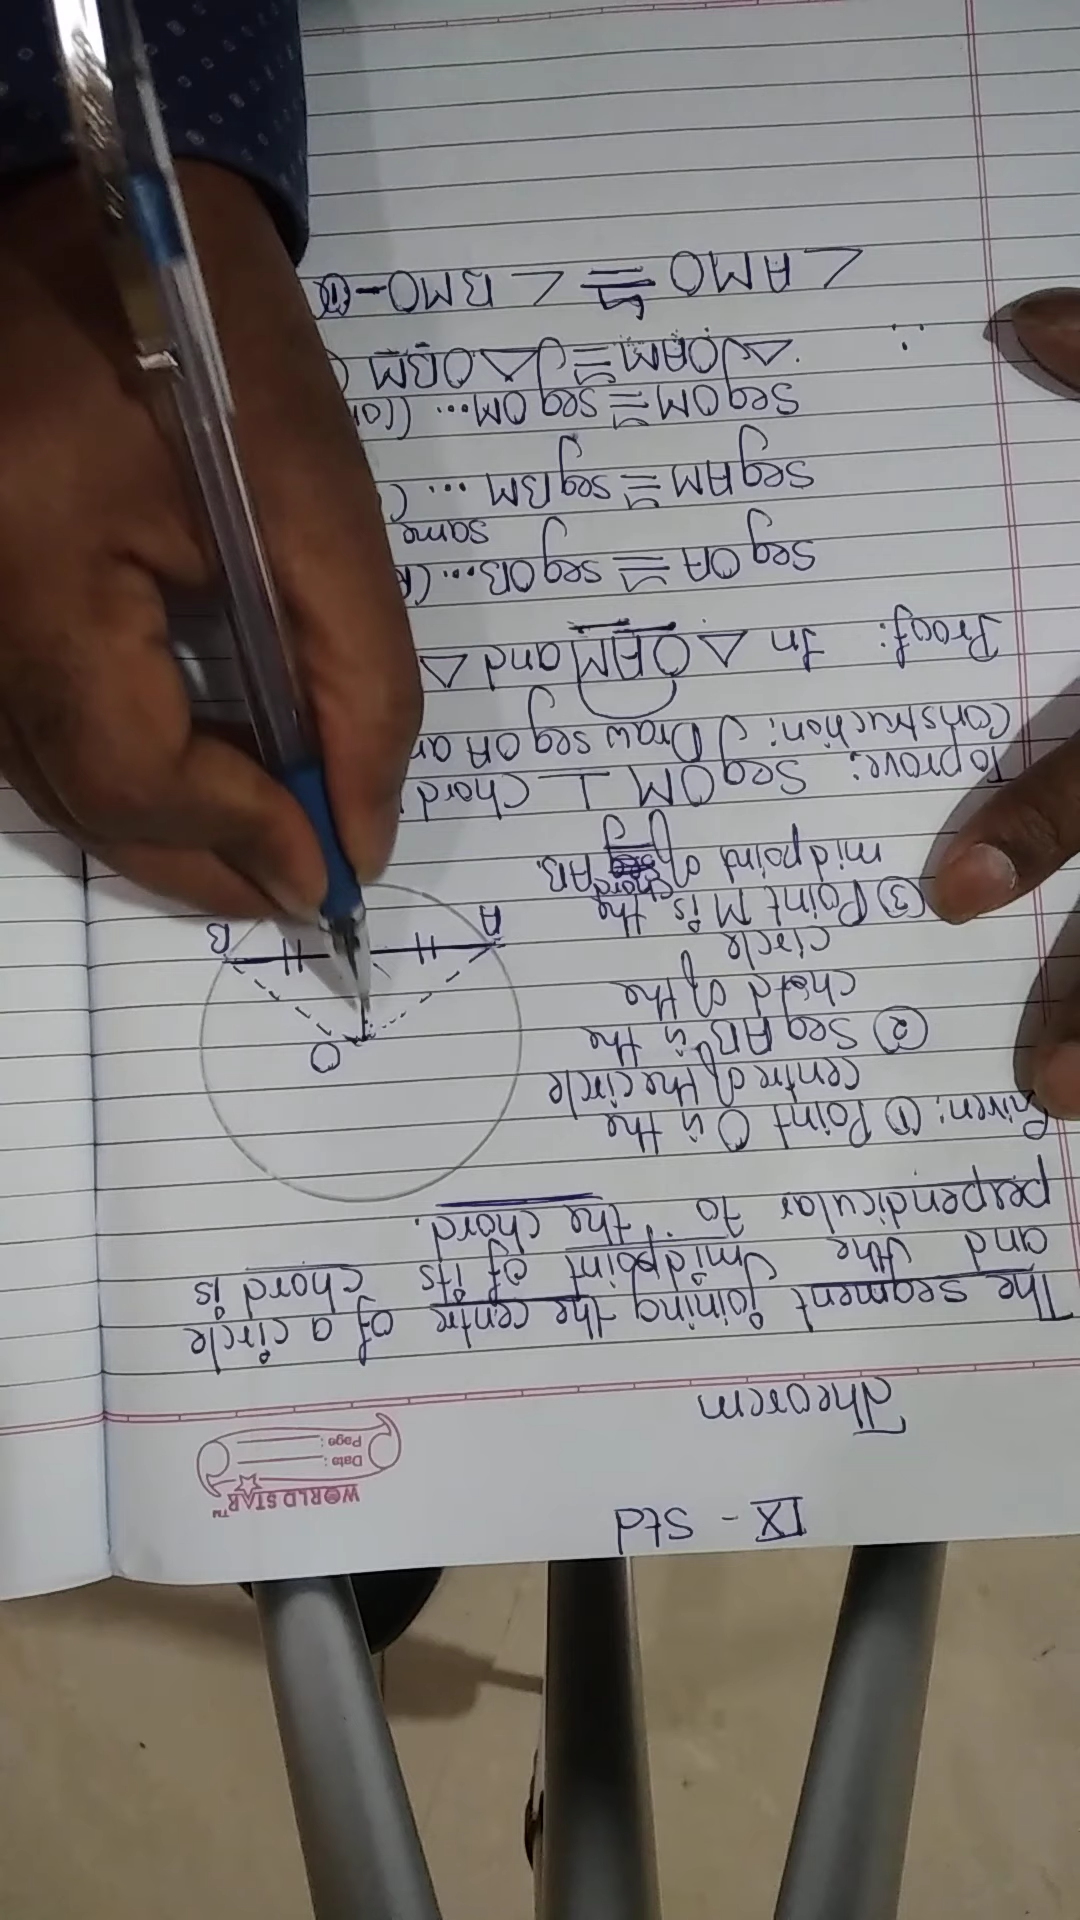 IX - Std
WORLD STAR™
Date :
Page :
Theorem
The segment joining the centre of a circle
and the midpoint of its chord is
perpendicular to the chord.
Given: ① Point O is the
centre of the circle
② Seg AB is the
chord of the
circle
③ Point M is the
midpoint of chord AB.
O
A
B
To prove: Seg OM ⊥ chord
Construction: Draw seg OA
Proof: In △ OAM and △
seg OA ≅ seg OB ... (
same
seg AM ≅ seg BM ... (
seg OM ≅ seg OM ... (
∴ △ OAM ≅ △ OBM (
∠ AMO ≅ ∠ BMO -